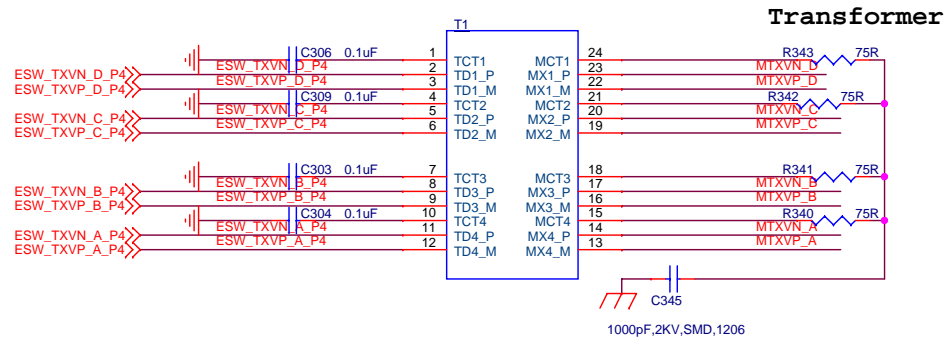 Transformer
T1
C306 0.1uF 1 TCT1 MCT1 24 R343 75R
ESW_TXVN_D_P4 ESW_TXVN_D_P4 2 TD1_P MX1_P 23 MTXVN_D
ESW_TXVP_D_P4 ESW_TXVP_D_P4 3 TD1_M MX1_M 22 MTXVP_D
C309 0.1uF 4 TCT2 MCT2 21 R342 75R
ESW_TXVN_C_P4 ESW_TXVN_C_P4 5 TD2_P MX2_P 20 MTXVN_C
ESW_TXVP_C_P4 ESW_TXVP_C_P4 6 TD2_M MX2_M 19 MTXVP_C
C303 0.1uF 7 TCT3 MCT3 18 R341 75R
ESW_TXVN_B_P4 ESW_TXVN_B_P4 8 TD3_P MX3_P 17 MTXVN_B
ESW_TXVP_B_P4 ESW_TXVP_B_P4 9 TD3_M MX3_M 16 MTXVP_B
C304 0.1uF 10 TCT4 MCT4 15 R340 75R
ESW_TXVN_A_P4 ESW_TXVN_A_P4 11 TD4_P MX4_P 14 MTXVN_A
ESW_TXVP_A_P4 ESW_TXVP_A_P4 12 TD4_M MX4_M 13 MTXVP_A
C345
1000pF,2KV,SMD,1206